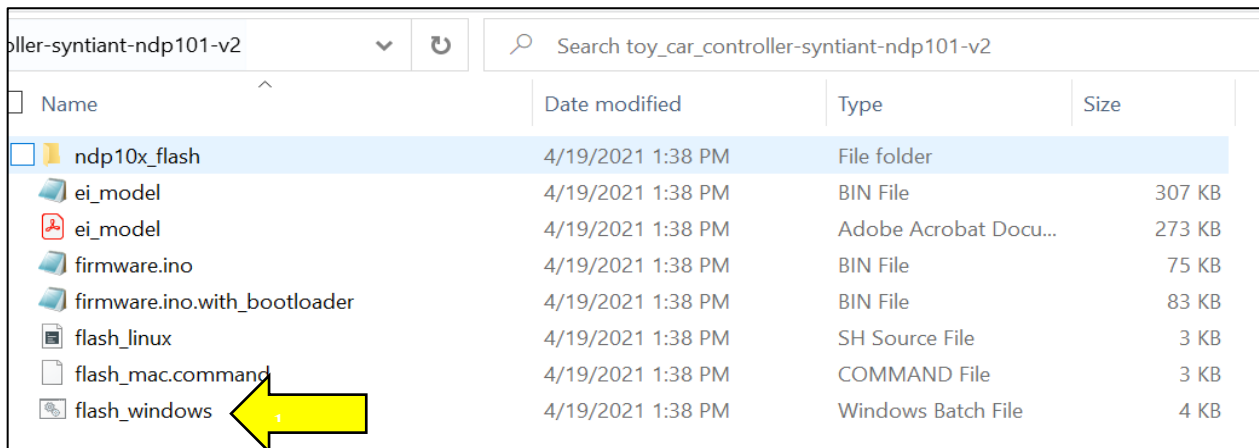 oller-syntiant-ndp101-v2 Search toy_car_controller-syntiant-ndp101-v2
Name Date modified Type Size
ndp10x_flash 4/19/2021 1:38 PM File folder
ei_model 4/19/2021 1:38 PM BIN File 307 KB
ei_model 4/19/2021 1:38 PM Adobe Acrobat Docu... 273 KB
firmware.ino 4/19/2021 1:38 PM BIN File 75 KB
firmware.ino.with_bootloader 4/19/2021 1:38 PM BIN File 83 KB
flash_linux 4/19/2021 1:38 PM SH Source File 3 KB
flash_mac.command 4/19/2021 1:38 PM COMMAND File 3 KB
flash_windows 4/19/2021 1:38 PM Windows Batch File 4 KB